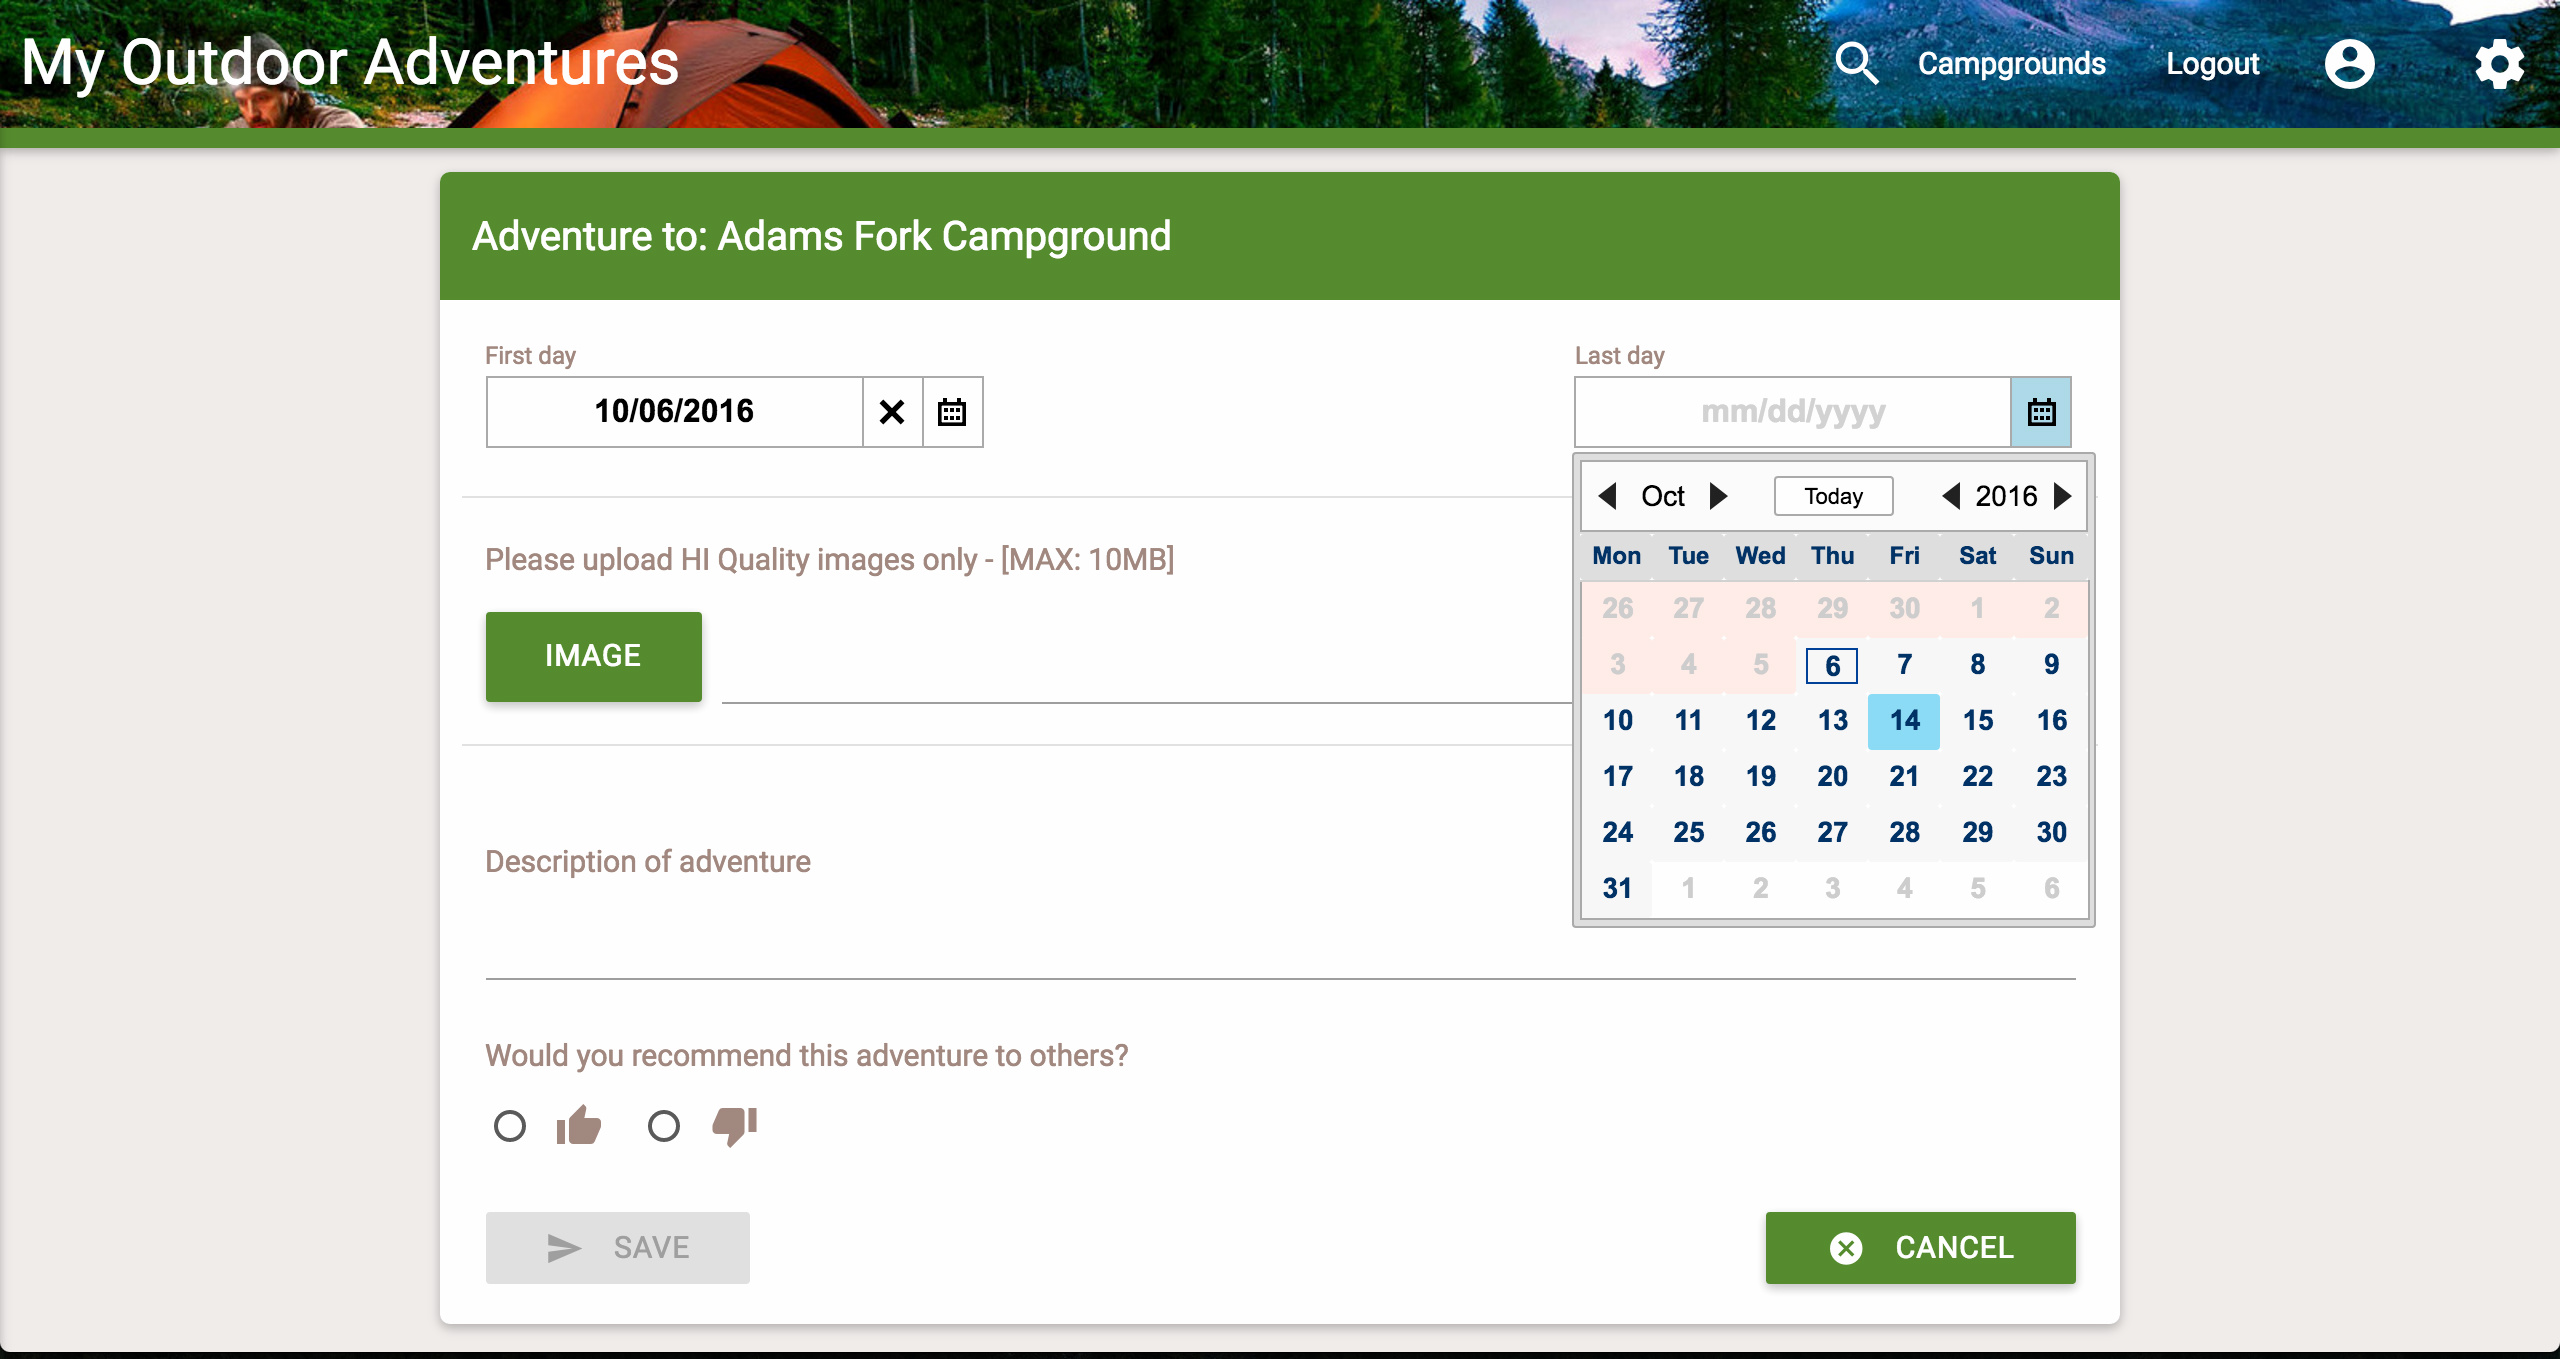 My Outdoor Adventures
Campgrounds Logout
Adventure to: Adams Fork Campground
First day
Last day
10/06/2016
mm/dd/yyyy
Oct Today 2016
Mon Tue Wed Thu Fri Sat Sun
26 27 28 29 30 1 2
3 4 5 6 7 8 9
10 11 12 13 14 15 16
17 18 19 20 21 22 23
24 25 26 27 28 29 30
31 1 2 3 4 5 6
Please upload HI Quality images only - [MAX: 10MB]
IMAGE
Description of adventure
Would you recommend this adventure to others?
SAVE
CANCEL